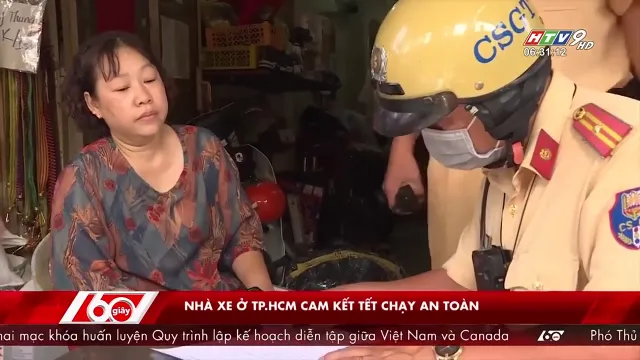 CSGT
HTV9 HD
06:31:12
60 giây
NHÀ XE Ở TP.HCM CAM KẾT TẾT CHẠY AN TOÀN
hai mạc khóa huấn luyện Quy trình lập kế hoạch diễn tập giữa Việt Nam và Canada
60
Phó Thủ